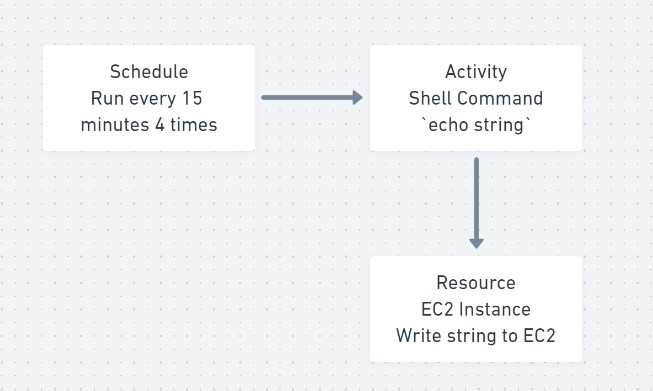 Schedule
Run every 15
minutes 4 times
Activity
Shell Command
`echo string`
Resource
EC2 Instance
Write string to EC2